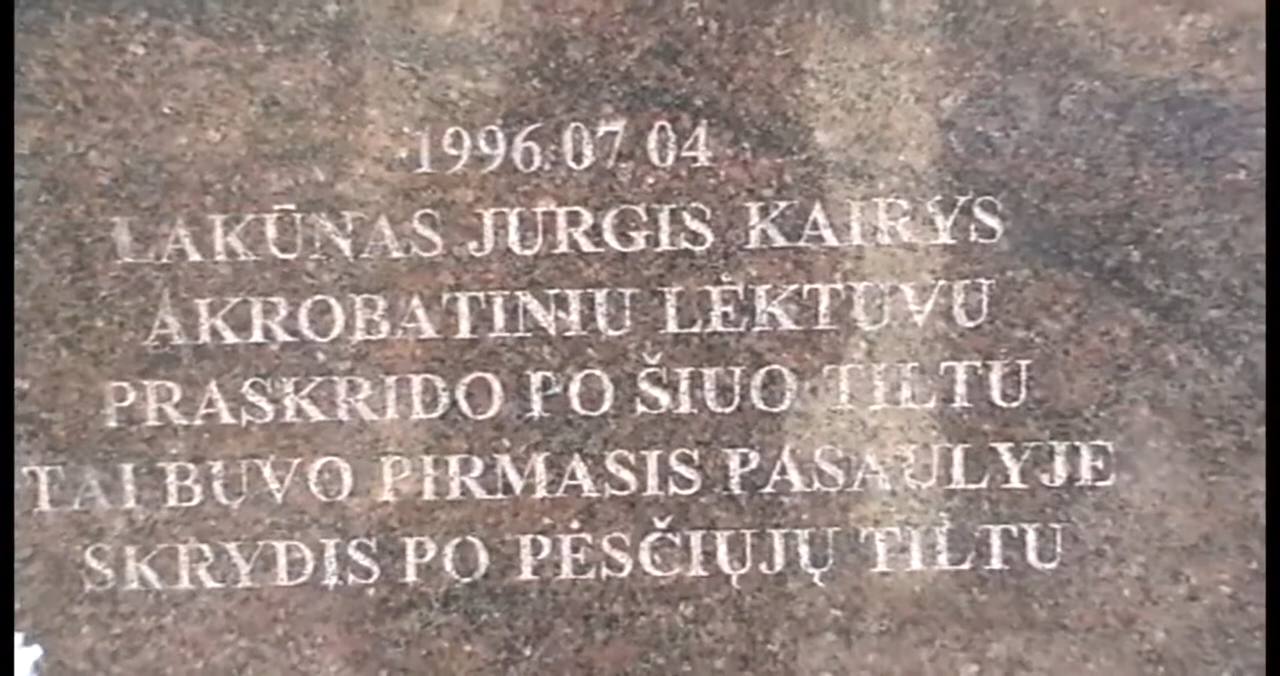 1996.07 04
LAKŪNAS JURGIS KAIRYS
AKROBATINIU LĖKTUVU
PRASKRIDO PO ŠIUO TILTU
TAI BUVO PIRMASIS PASAULYJE
SKRYDIS PO PĖSČIŲJŲ TILTU